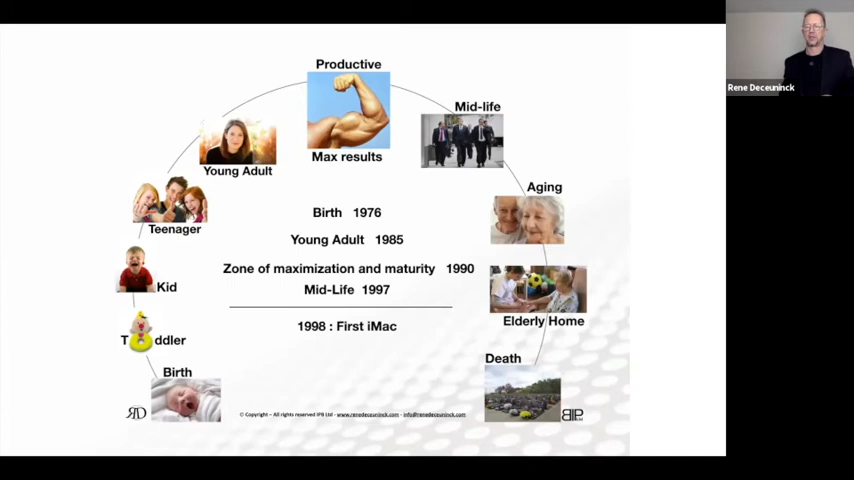 Productive
Max results
Mid-life
Young Adult
Aging
Teenager
Kid
Elderly Home
T ddler
Death
Birth
Birth 1976
Young Adult 1985
Zone of maximization and maturity 1990
Mid-Life 1997
1998 : First iMac
© Copyright – All rights reserved IPB Ltd - www.renedeceuninck.com - info@renedeceuninck.com
Rene Deceuninck